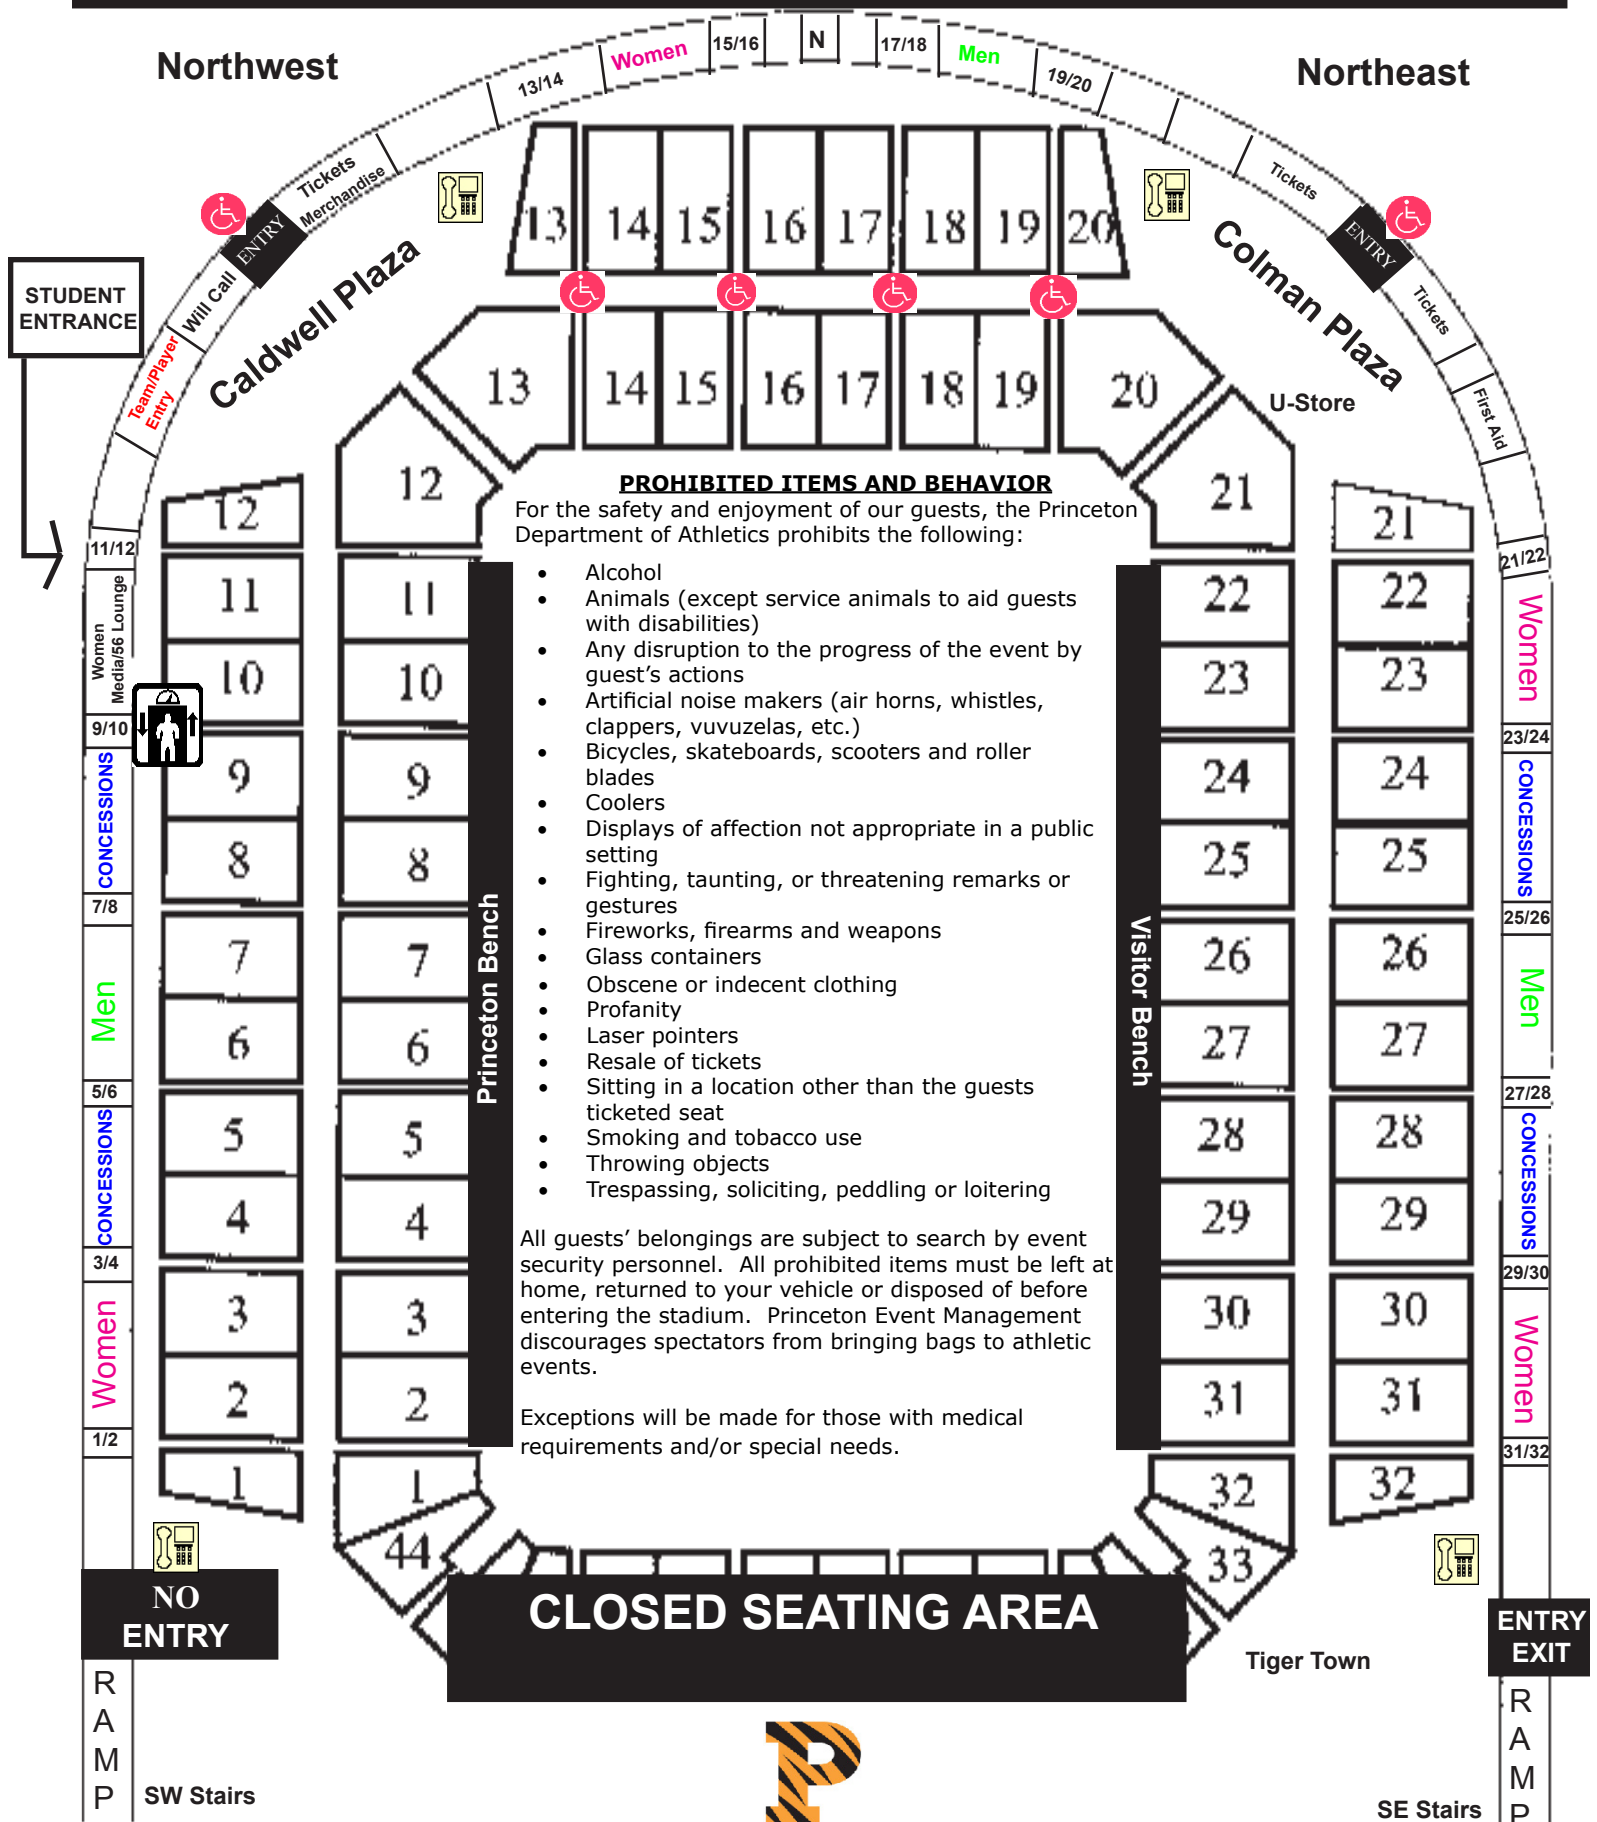 Northwest
Northeast
13/14
Women
15/16
N
17/18
Men
19/20
Tickets
Merchandise
ENTRY
Will Call
Team/Player
Entry
STUDENT
ENTRANCE
Caldwell Plaza
Tickets
ENTRY
Tickets
First Aid
Colman Plaza
U-Store
13 14 15 16 17 18 19 20
13 14 15 16 17 18 19 20
12 12 21 21
11/12
Women
Media/56 Lounge
9/10
CONCESSIONS
7/8
Men
5/6
CONCESSIONS
3/4
Women
1/2
11 11 22 22
10 10 23 23
9 9 24 24
8 8 25 25
7 7 26 26
6 6 27 27
5 5 28 28
4 4 29 29
3 3 30 30
2 2 31 31
1 1 32 32
44 33
Princeton Bench
PROHIBITED ITEMS AND BEHAVIOR
For the safety and enjoyment of our guests, the Princeton
Department of Athletics prohibits the following:
• Alcohol
• Animals (except service animals to aid guests
with disabilities)
• Any disruption to the progress of the event by
guest's actions
• Artificial noise makers (air horns, whistles,
clappers, vuvuzelas, etc.)
• Bicycles, skateboards, scooters and roller
blades
• Coolers
• Displays of affection not appropriate in a public
setting
• Fighting, taunting, or threatening remarks or
gestures
• Fireworks, firearms and weapons
• Glass containers
• Obscene or indecent clothing
• Profanity
• Laser pointers
• Resale of tickets
• Sitting in a location other than the guests
ticketed seat
• Smoking and tobacco use
• Throwing objects
• Trespassing, soliciting, peddling or loitering
All guests' belongings are subject to search by event
security personnel.  All prohibited items must be left at
home, returned to your vehicle or disposed of before
entering the stadium.  Princeton Event Management
discourages spectators from bringing bags to athletic
events.
Exceptions will be made for those with medical
requirements and/or special needs.
Visitor Bench
21/22
Women
23/24
CONCESSIONS
25/26
Men
27/28
CONCESSIONS
29/30
Women
31/32
NO
ENTRY
CLOSED SEATING AREA
ENTRY
EXIT
Tiger Town
RAMP
SW Stairs
P
SE Stairs
RAMP